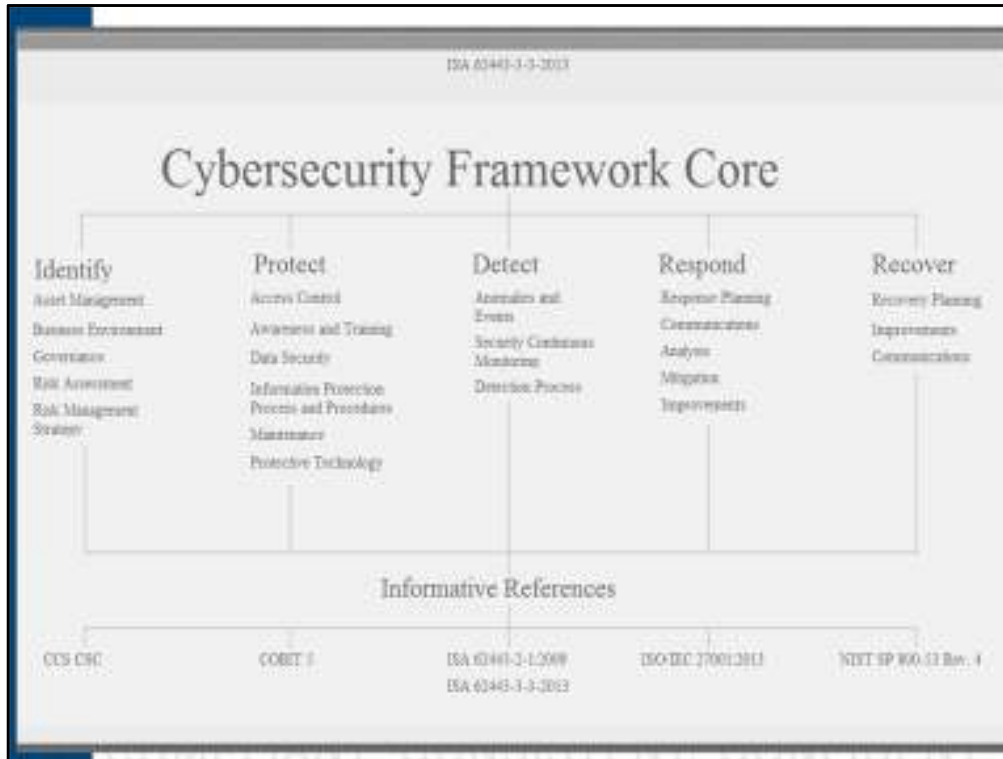 ISA 62443-3-3-2013
Cybersecurity Framework Core
Identify
Asset Management
Business Environment
Governance
Risk Assessment
Risk Management
Strategy
Protect
Access Control
Awareness and Training
Data Security
Information Protection
Process and Procedures
Maintenance
Protective Technology
Detect
Anomalies and
Events
Security Continuous
Monitoring
Detection Process
Respond
Response Planning
Communications
Analysis
Mitigation
Improvements
Recover
Recovery Planning
Improvements
Communications
Informative References
CCS CSC
COBIT 5
ISA 62443-2-1:2009
ISA 62443-3-3-2013
ISO/IEC 27001:2013
NIST SP 800-53 Rev. 4